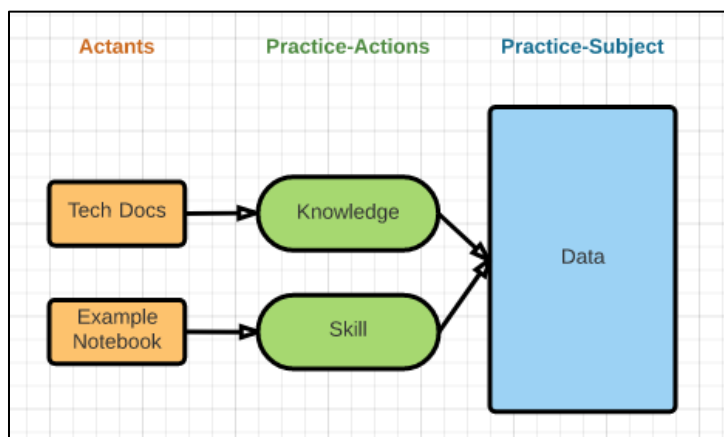 Actants
Practice-Actions
Practice-Subject
Tech Docs
Knowledge
Data
Example
Notebook
Skill